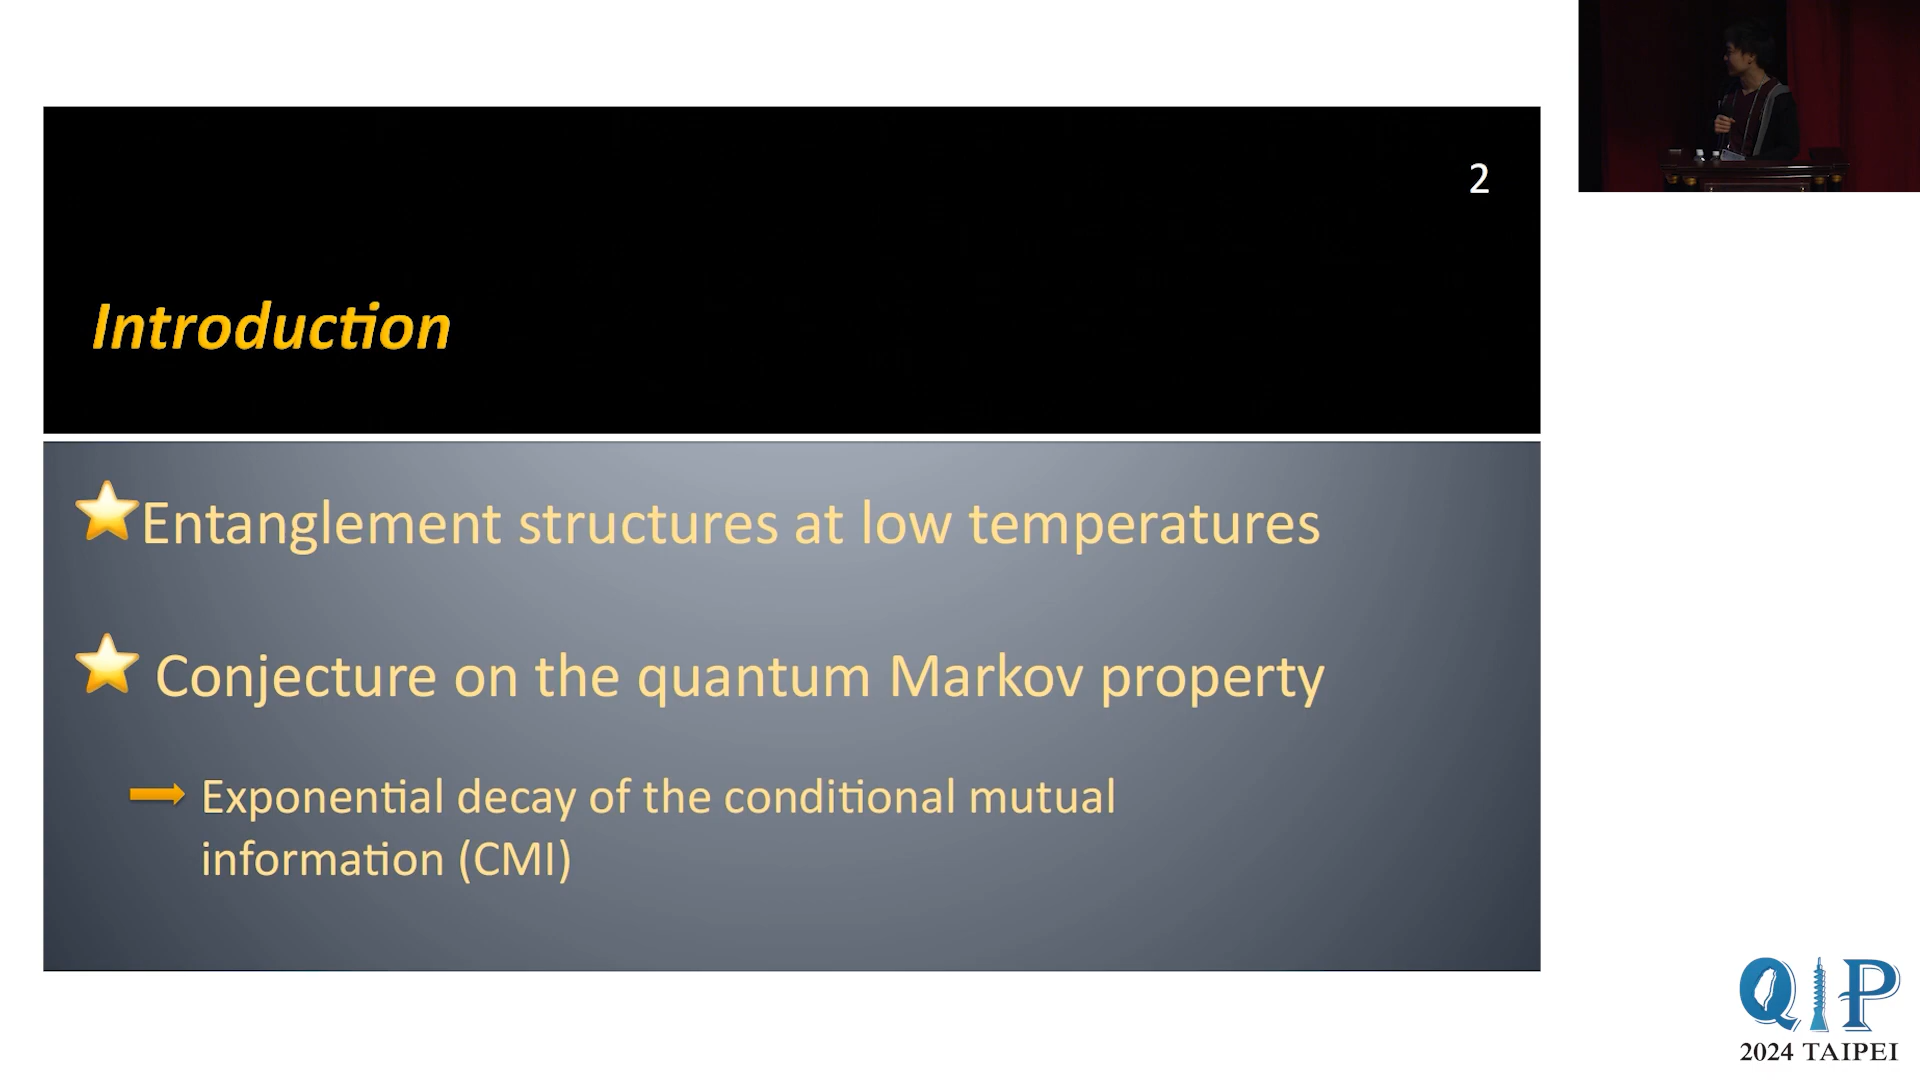 2
Introduction
Entanglement structures at low temperatures
Conjecture on the quantum Markov property
Exponential decay of the conditional mutual
information (CMI)
QIP
2024 TAIPEI